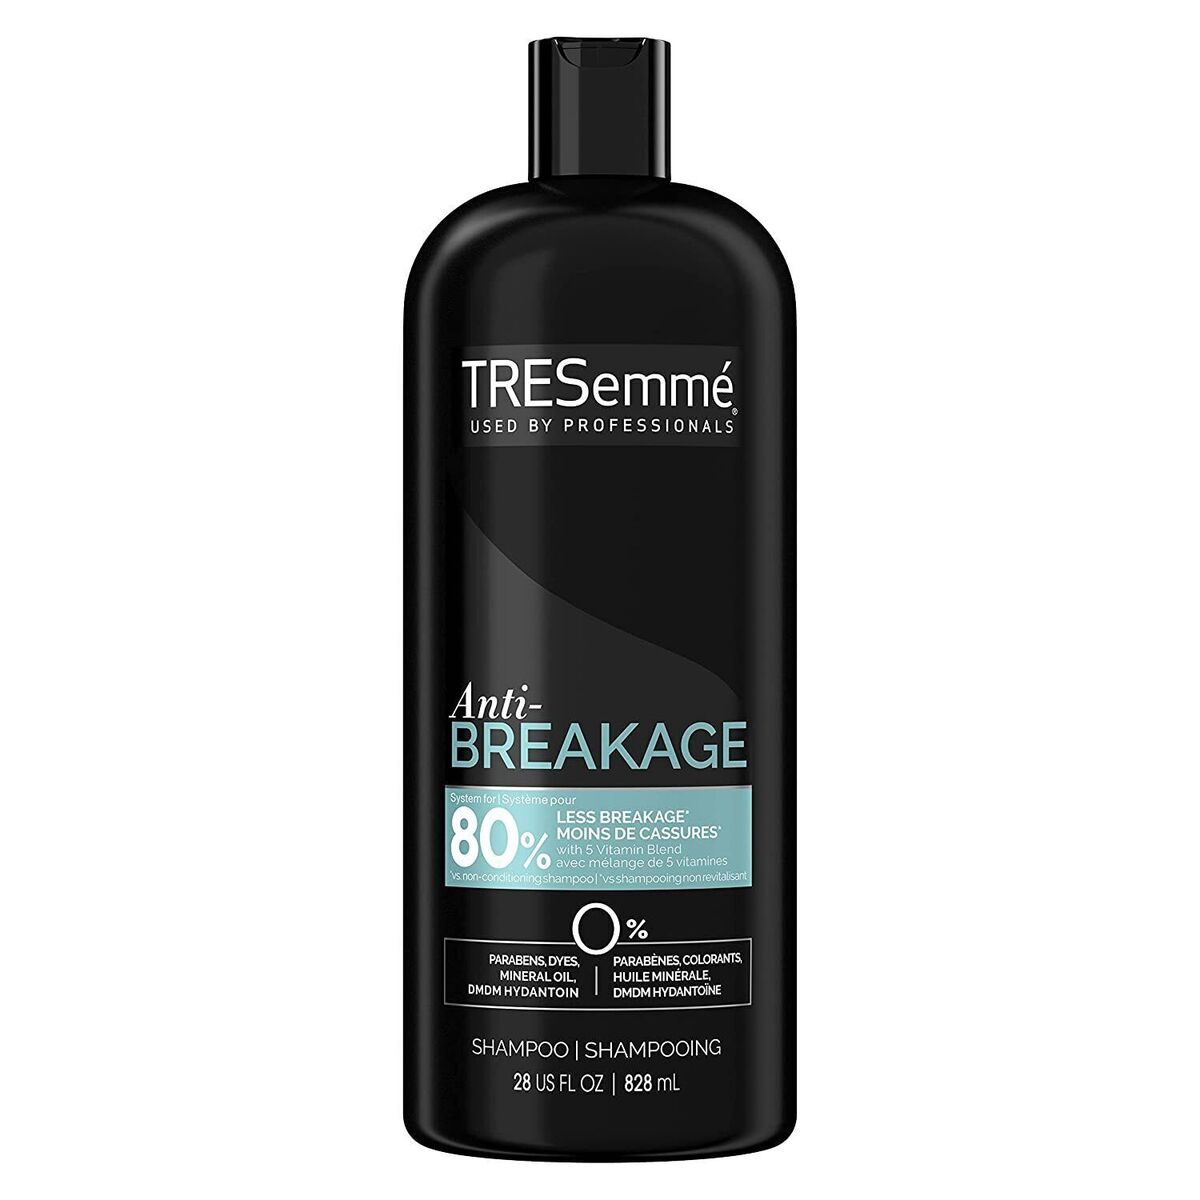 TRESemmé®
USED BY PROFESSIONALS
Anti-
BREAKAGE
System for | Système pour
80%
LESS BREAKAGE*
MOINS DE CASSURES*
with 5 Vitamin Blend
avec mélange de 5 vitamines
*vs. non-conditioning shampoo | *vs shampooing non revitalisant
0%
PARABENS, DYES,
MINERAL OIL,
DMDM HYDANTOIN
PARABÈNES, COLORANTS,
HUILE MINÉRALE,
DMDM HYDANTOÏNE
SHAMPOO | SHAMPOOING
28 US FL OZ | 828 mL